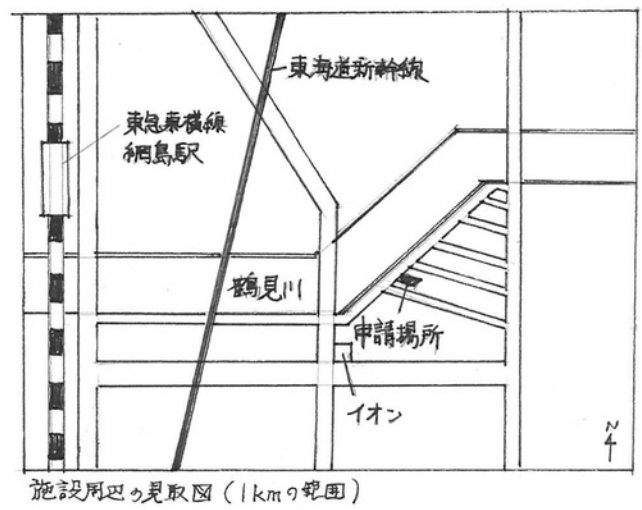 東海道新幹線
東急東横線
綱島駅
鶴見川
申請場所
イオン
N
施設周辺の見取図(1kmの範囲)